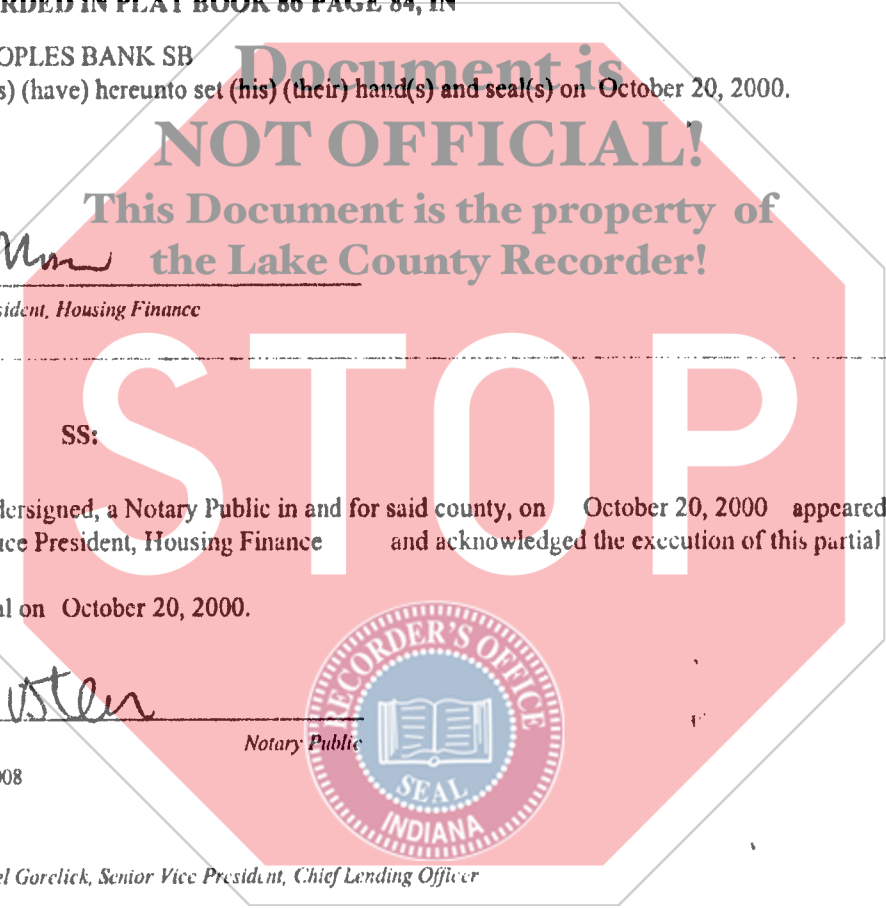 RDED IN PLAT BOOK 86 PAGE 84, IN
OPLES BANK SB
Document is
s) (have) hereunto set (his) (their) hand(s) and seal(s) on October 20, 2000.
NOT OFFICIAL!
This Document is the property of
the Lake County Recorder!
sident, Housing Finance
STOP
SS:
dersigned, a Notary Public in and for said county, on October 20, 2000 appeared
ice President, Housing Finance and acknowledged the execution of this partial
al on October 20, 2000.
RECORDER'S OFFICE
Notary Public
008
SEAL
INDIANA
el Gorelick, Senior Vice President, Chief Lending Officer